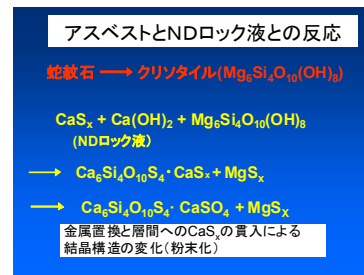 アスベストとNDロック液との反応
蛇紋石 ⟶ クリソタイル(Mg₆Si₄O₁₀(OH)₈)
CaSₓ + Ca(OH)₂ + Mg₆Si₄O₁₀(OH)₈
(NDロック液)
⟶ Ca₆Si₄O₁₀S₄・CaSₓ + MgSₓ
⟶ Ca₆Si₄O₁₀S₄・CaSO₄ + MgSₓ
金属置換と層間へのCaSₓの貫入による
結晶構造の変化(粉末化)